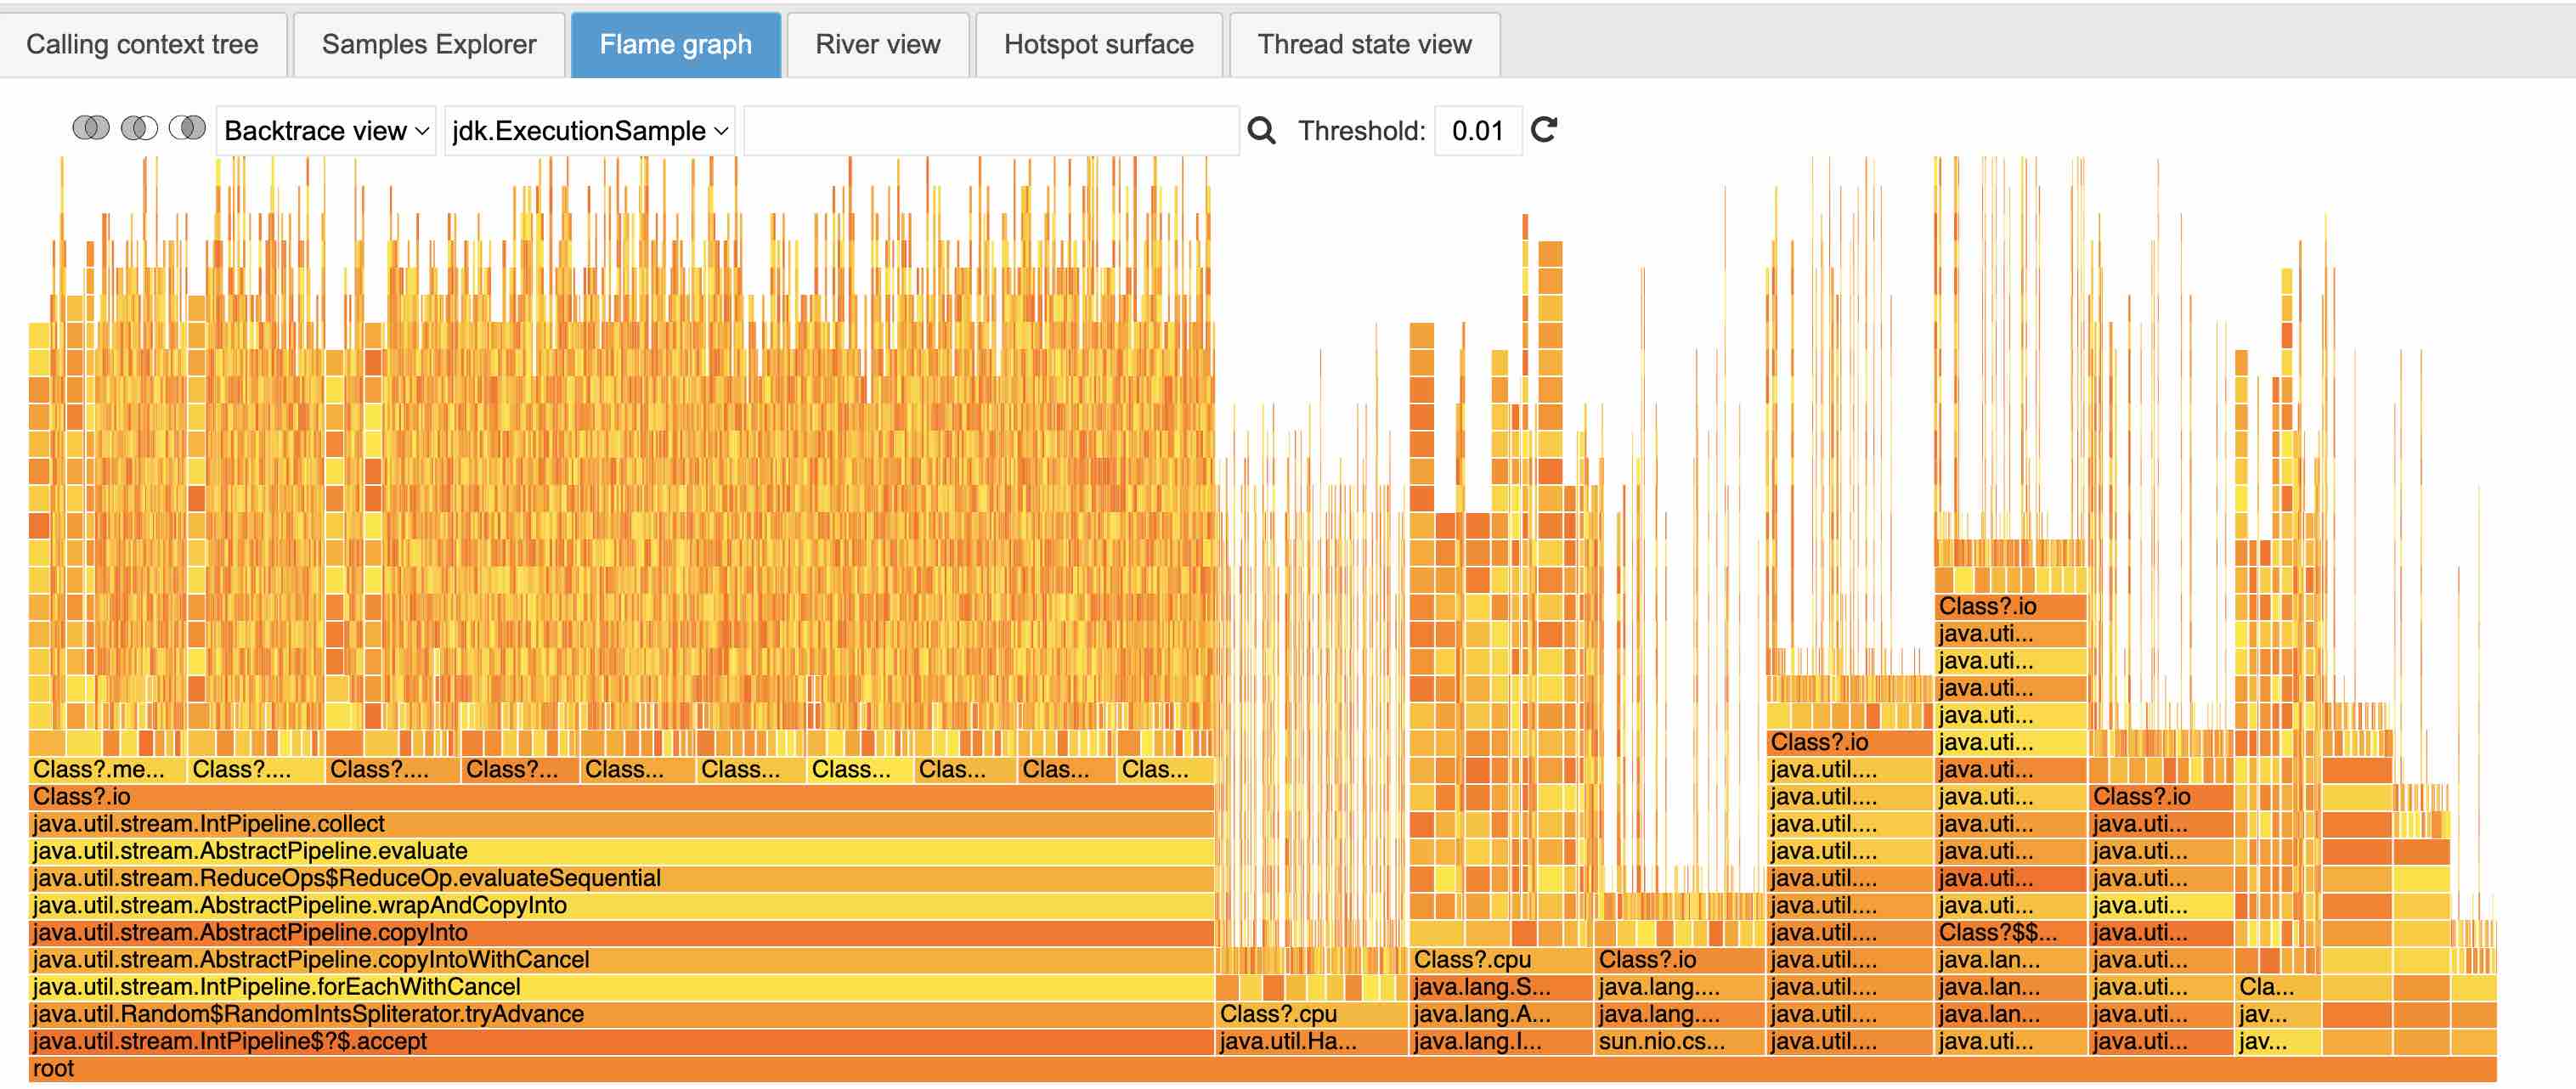 Calling context tree Samples Explorer Flame graph River view Hotspot surface Thread state view
Backtrace view jdk.ExecutionSample Threshold: 0.01
Class?.io
java.uti...
java.uti...
java.uti...
java.uti...
Class?.io java.uti...
Class?.me... Class?.... Class?.... Class?... Class... Class... Class... Clas... Clas... Clas... java.util.... java.uti...
Class?.io java.util.... java.uti... Class?.io
java.util.stream.IntPipeline.collect java.util.... java.uti... java.uti...
java.util.stream.AbstractPipeline.evaluate java.util.... java.uti... java.uti...
java.util.stream.ReduceOps$ReduceOp.evaluateSequential java.util.... java.uti... java.uti...
java.util.stream.AbstractPipeline.wrapAndCopyInto java.util.... java.uti... java.uti...
java.util.stream.AbstractPipeline.copyInto java.util.... Class?$$... java.uti...
java.util.stream.AbstractPipeline.copyIntoWithCancel Class?.cpu Class?.io java.util.... java.lan... java.uti...
java.util.stream.IntPipeline.forEachWithCancel java.lang.S... java.lang.... java.util.... java.lan... java.uti... Cla...
java.util.Random$RandomIntsSpliterator.tryAdvance Class?.cpu java.lang.A... java.lang.... java.util.... java.lan... java.uti... jav...
java.util.stream.IntPipeline$?$.accept java.util.Ha... java.lang.I... sun.nio.cs... java.util.... java.uti... java.uti... jav...
root